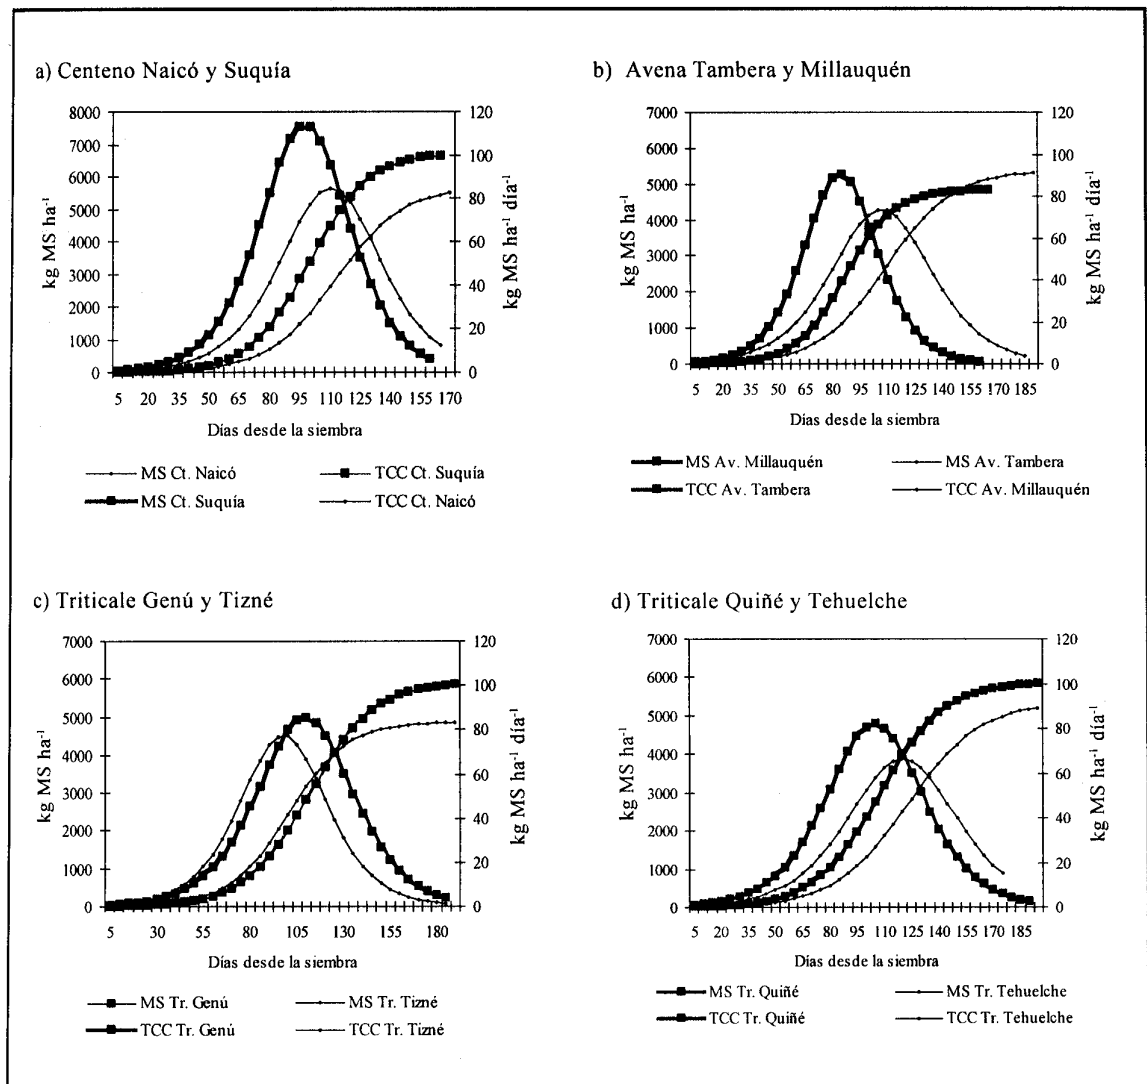 a) Centeno Naicó y Suquía
8000
7000
6000
5000
4000
3000
2000
1000
0
kg MS ha⁻¹
120
100
80
60
40
20
0
kg MS ha⁻¹ día⁻¹
5 20 35 50 65 80 95 110 125 140 155 170
Días desde la siembra
MS Ct. Naicó TCC Ct. Suquía
MS Ct. Suquía TCC Ct. Naicó
b) Avena Tambera y Millauquén
7000
6000
5000
4000
3000
2000
1000
0
kg MS ha⁻¹
120
100
80
60
40
20
0
kg MS ha⁻¹ día⁻¹
5 20 35 50 65 80 95 110 125 140 155 170 185
Días desde la siembra
MS Av. Millauquén MS Av. Tambera
TCC Av. Tambera TCC Av. Millauquén
c) Triticale Genú y Tizné
7000
6000
5000
4000
3000
2000
1000
0
kg MS ha⁻¹
120
100
80
60
40
20
0
kg MS ha⁻¹ día⁻¹
5 30 55 80 105 130 155 180
Días desde la siembra
MS Tr. Genú MS Tr. Tizné
TCC Tr. Genú TCC Tr. Tizné
d) Triticale Quiñé y Tehuelche
7000
6000
5000
4000
3000
2000
1000
0
kg MS ha⁻¹
120
100
80
60
40
20
0
kg MS ha⁻¹ día⁻¹
5 20 35 50 65 80 95 110 125 140 155 170 185
Días desde la siembra
MS Tr. Quiñé MS Tr. Tehuelche
TCC Tr. Quiñé TCC Tr. Tehuelche